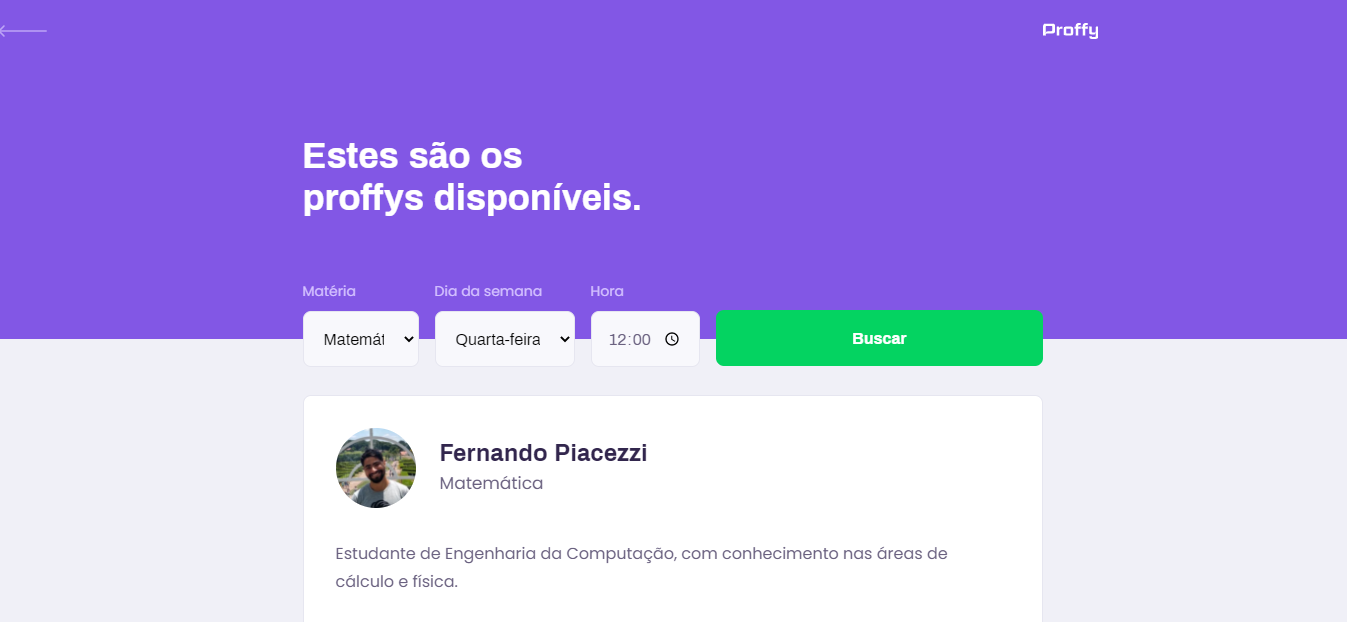 Proffy
Estes são os
proffys disponíveis.
Matéria
Dia da semana
Hora
Matemát
Quarta-feira
12:00
Buscar
Fernando Piacezzi
Matemática
Estudante de Engenharia da Computação, com conhecimento nas áreas de
cálculo e física.